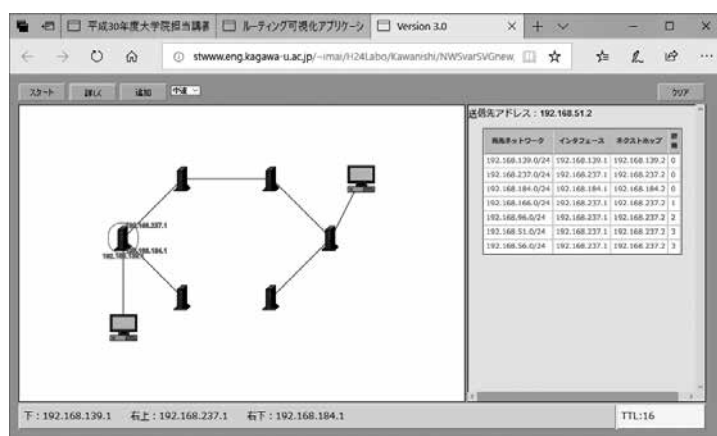 平成30年度大学院担当講義
ルーティング可視化アプリケーシ
Version 3.0
stwww.eng.kagawa-u.ac.jp/~imai/H24Labo/Kawanishi/NWSvarSVGnew
スタート 詳しく 追加 中速 クリア
送信先アドレス:192.168.51.2
宛先ネットワーク インタフェース ネクストホップ 距離
192.168.139.0/24 192.168.139.1 192.168.139.2 0
192.168.237.0/24 192.168.237.1 192.168.237.2 0
192.168.184.0/24 192.168.184.1 192.168.184.2 0
192.168.166.0/24 192.168.237.1 192.168.237.2 1
192.168.96.0/24 192.168.237.1 192.168.237.2 2
192.168.51.0/24 192.168.237.1 192.168.237.2 3
192.168.56.0/24 192.168.237.1 192.168.237.2 3
192.168.237.1
192.168.184.1
下:192.168.139.1 右上:192.168.237.1 右下:192.168.184.1
TTL:16